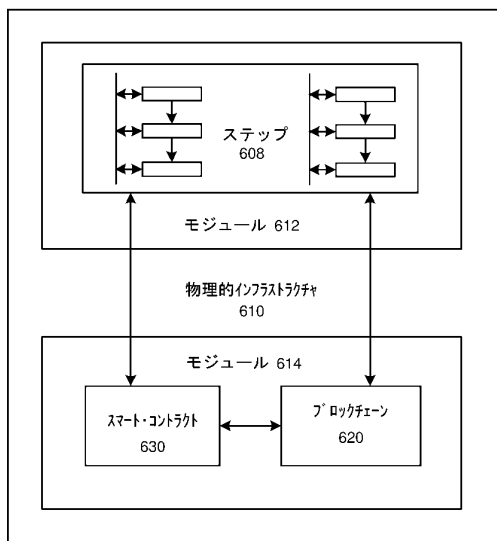 ステップ
608
モジュール 612
物理的インフラストラクチャ
610
モジュール 614
スマート・コントラクト
630
ブロックチェーン
620